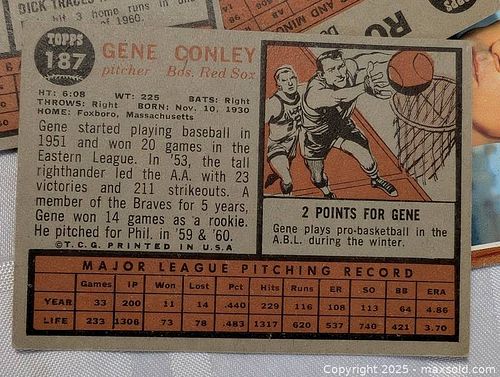 DICK
3 home runs in
of 1960.
AND MINO
TOPPS
187
GENE CONLEY
pitcher Bds. Red Sox
HT: 6:08 WT: 225 BATS: Right
THROWS: Right BORN: Nov. 10, 1930
HOME: Foxboro, Massachusetts
Gene started playing baseball in
1951 and won 20 games in the
Eastern League. In '53, the tall
righthander led the A.A. with 23
victories and 211 strikeouts. A
member of the Braves for 5 years,
Gene won 14 games as a rookie.
He pitched for Phil. in '59 & '60.
© T.C.G. PRINTED IN U.S.A
2 POINTS FOR GENE
Gene plays pro-basketball in the
A.B.L. during the winter.
MAJOR LEAGUE PITCHING RECORD
Games IP Won Lost Pct Hits Runs ER SO BB ERA
YEAR 33 200 11 14 .440 229 116 108 113 64 4.86
LIFE 233 1306 73 78 .483 1317 620 537 740 421 3.70
Copyright 2025 - maxsold.com